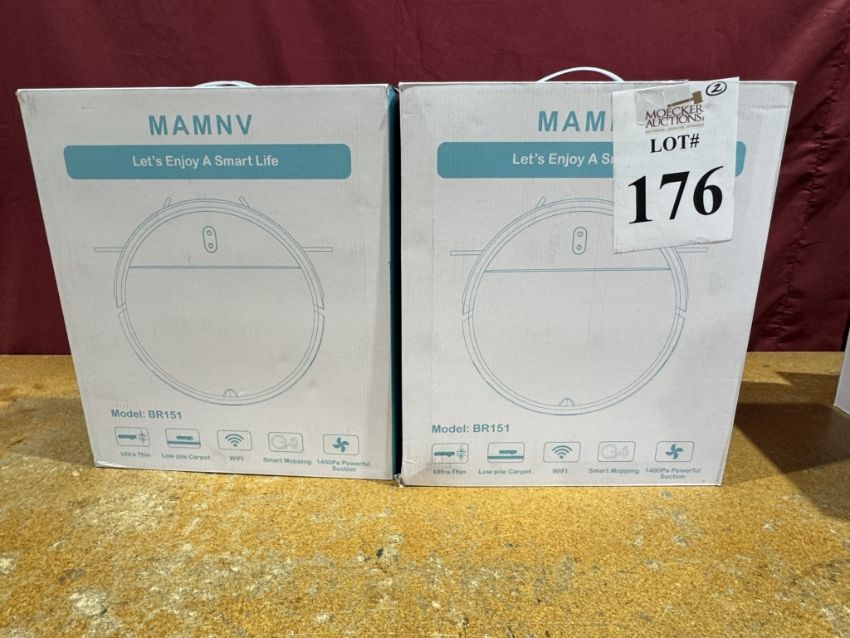 MAMNV
Let's Enjoy A Smart Life
Model: BR151
Ultra Thin
Low pile Carpet
WiFi
Smart Mopping
1400Pa Powerful
Suction
MAM
Let's Enjoy A
Model: BR151
Ultra Thin
Low pile Carpet
WiFi
Smart Mopping
1400Pa Powerful
Suction
2
MOECKER
AUCTIONS
LOT#
176